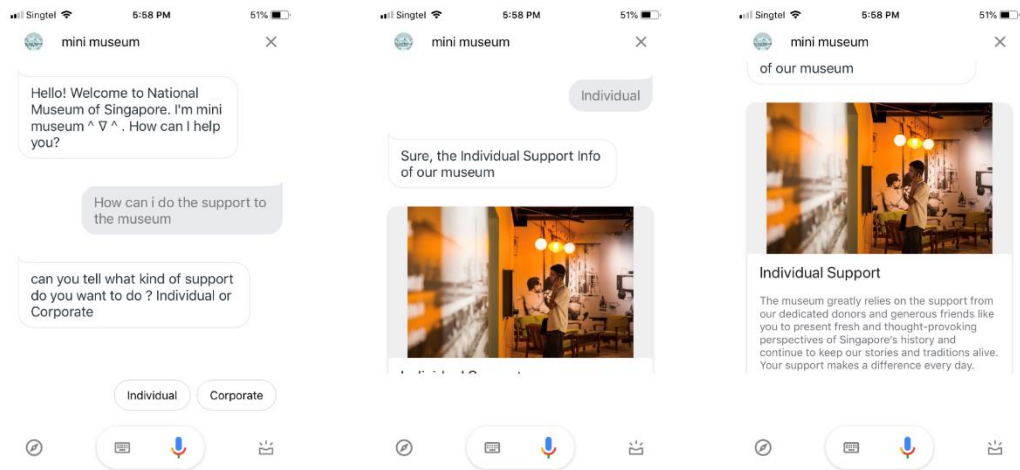 Singtel 5:58 PM 51%
mini museum
Hello! Welcome to National
Museum of Singapore. I'm mini
museum ^ ∇ ^ . How can I help
you?
How can i do the support to
the museum
can you tell what kind of support
do you want to do ? Individual or
Corporate
Individual Corporate
Singtel 5:58 PM 51%
mini museum
Individual
Sure, the Individual Support Info
of our museum
Singtel 5:58 PM 51%
mini museum
of our museum
Individual Support
The museum greatly relies on the support from
our dedicated donors and generous friends like
you to present fresh and thought-provoking
perspectives of Singapore's history and
continue to keep our stories and traditions alive.
Your support makes a difference every day.